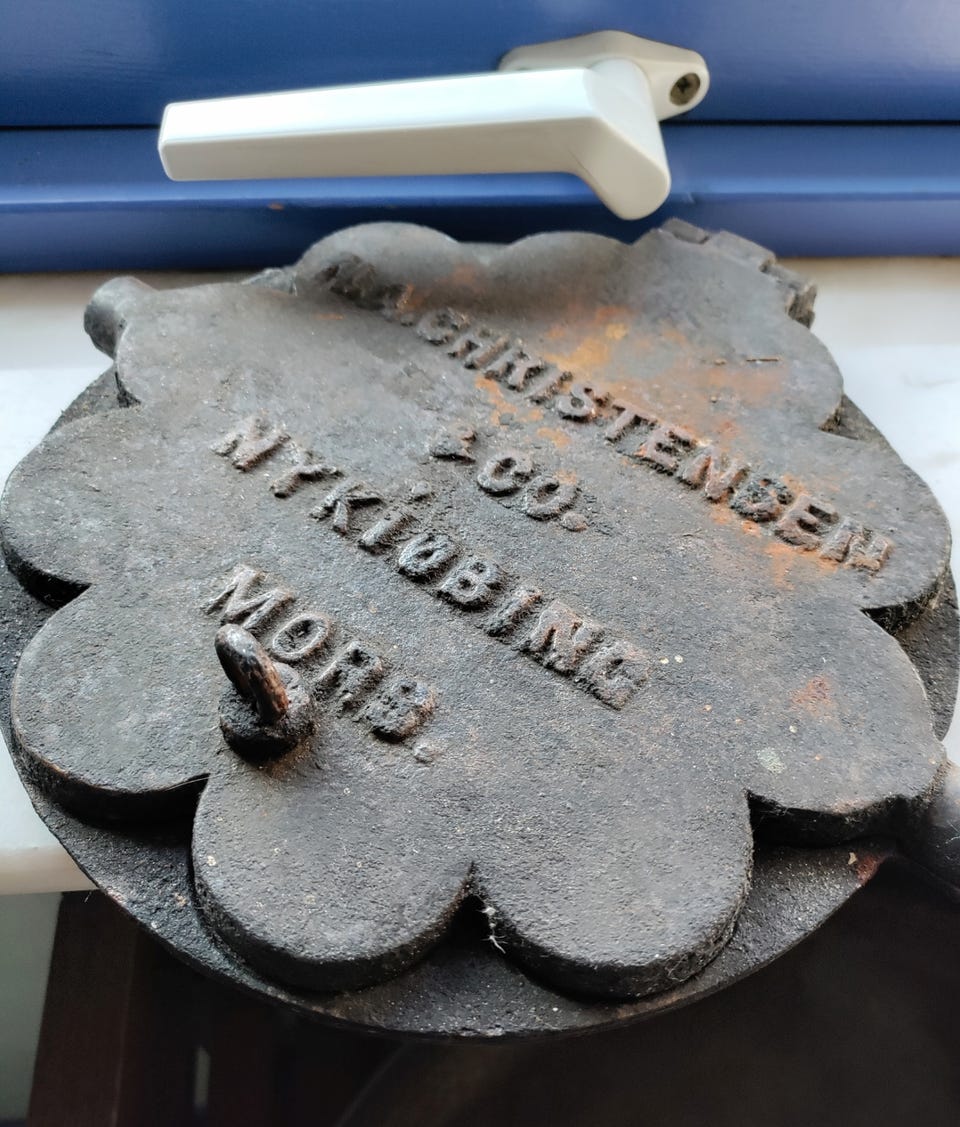 CHRISTENSEN
& CO.
NYKIØBING
MORS.